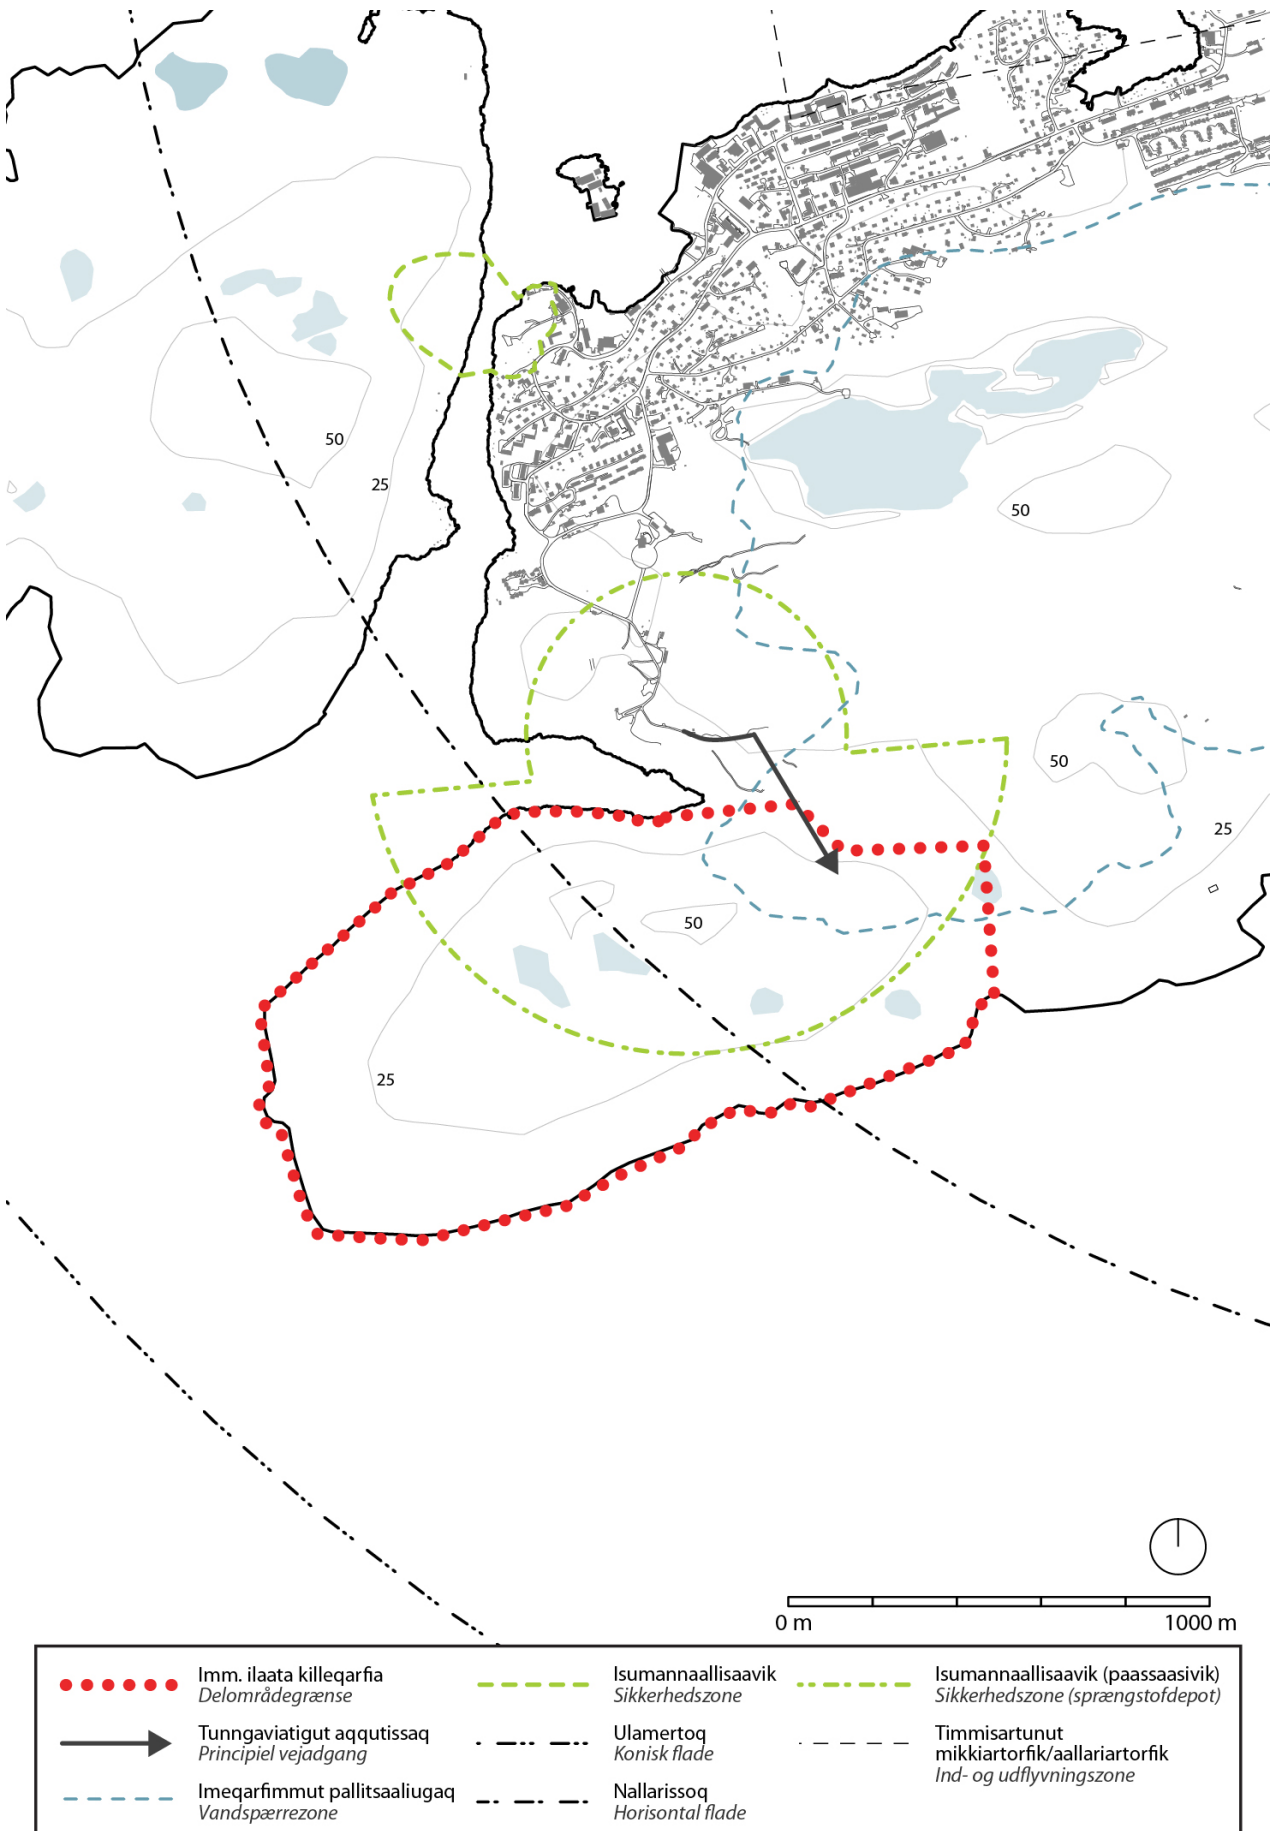 50
25
50
50
25
50
25
0 m
1000 m
Imm. ilaata killeqarfia
Delområdegrænse
Tunngaviatigut aqqutissaq
Principiel vejadgang
Imeqarfimmut pallitsaaliugaq
Vandspærrezone
Isumannaallisaavik
Sikkerhedszone
Ulamertoq
Konisk flade
Nallarissoq
Horisontal flade
Isumannaallisaavik (paassaasivik)
Sikkerhedszone (sprængstofdepot)
Timmisartunut
mikkiartorfik/aallariartorfik
Ind- og udflyvningszone